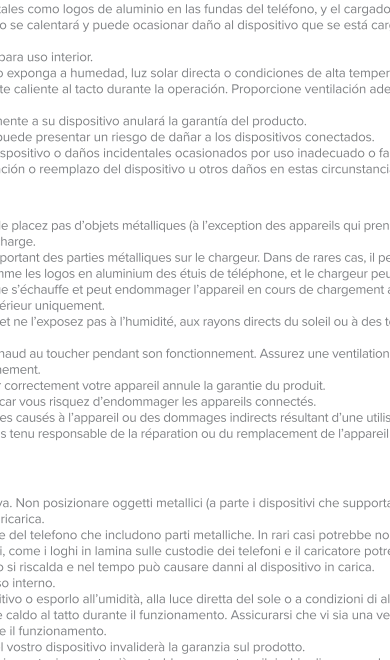 tales como logos de aluminio en las fundas del teléfono, y el cargado
o se calentará y puede ocasionar daño al dispositivo que se está car
para uso interior.
o exponga a humedad, luz solar directa o condiciones de alta temper
te caliente al tacto durante la operación. Proporcione ventilación ade
nente a su dispositivo anulará la garantía del producto.
puede presentar un riesgo de dañar a los dispositivos conectados.
spositivo o daños incidentales ocasionados por uso inadecuado o fa
ción o reemplazo del dispositivo u otros daños en estas circunstanci
le placez pas d'objets métalliques (à l'exception des appareils qui pren
harge.
portant des parties métalliques sur le chargeur. Dans de rares cas, il pe
mme les logos en aluminium des étuis de téléphone, et le chargeur peu
ue s'échauffe et peut endommager l'appareil en cours de chargement a
érieur uniquement.
et ne l'exposez pas à l'humidité, aux rayons directs du soleil ou à des t
haud au toucher pendant son fonctionnement. Assurez une ventilation
nement.
r correctement votre appareil annule la garantie du produit.
car vous risquez d'endommager les appareils connectés.
es causés à l'appareil ou des dommages indirects résultant d'une utilis
s tenu responsable de la réparation ou du remplacement de l'appareil
va. Non posizionare oggetti metallici (a parte i dispositivi che supporta
ricarica.
e del telefono che includono parti metalliche. In rari casi potrebbe no
i, come i loghi in lamina sulle custodie dei telefoni e il caricatore potre
o si riscalda e nel tempo può causare danni al dispositivo in carica.
so interno.
itivo o esporlo all'umidità, alla luce diretta del sole o a condizioni di al
e caldo al tatto durante il funzionamento. Assicurarsi che vi sia una ve
e il funzionamento.
l vostro dispositivo invaliderà la garanzia sul prodotto.